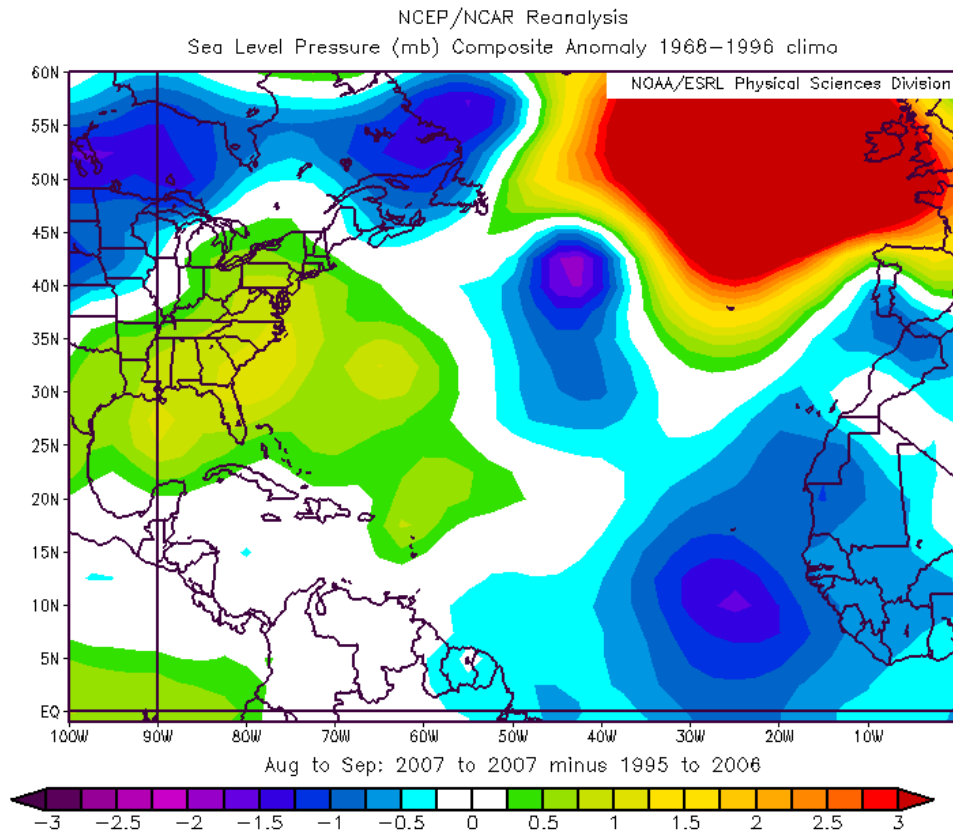 NCEP/NCAR Reanalysis
Sea Level Pressure (mb) Composite Anomaly 1968-1996 clima
NOAA/ESRL Physical Sciences Division
60N
55N
50N
45N
40N
35N
30N
25N
20N
15N
10N
5N
EQ
100W 90W 80W 70W 60W 50W 40W 30W 20W 10W
Aug to Sep: 2007 to 2007 minus 1995 to 2006
-3 -2.5 -2 -1.5 -1 -0.5 0 0.5 1 1.5 2 2.5 3